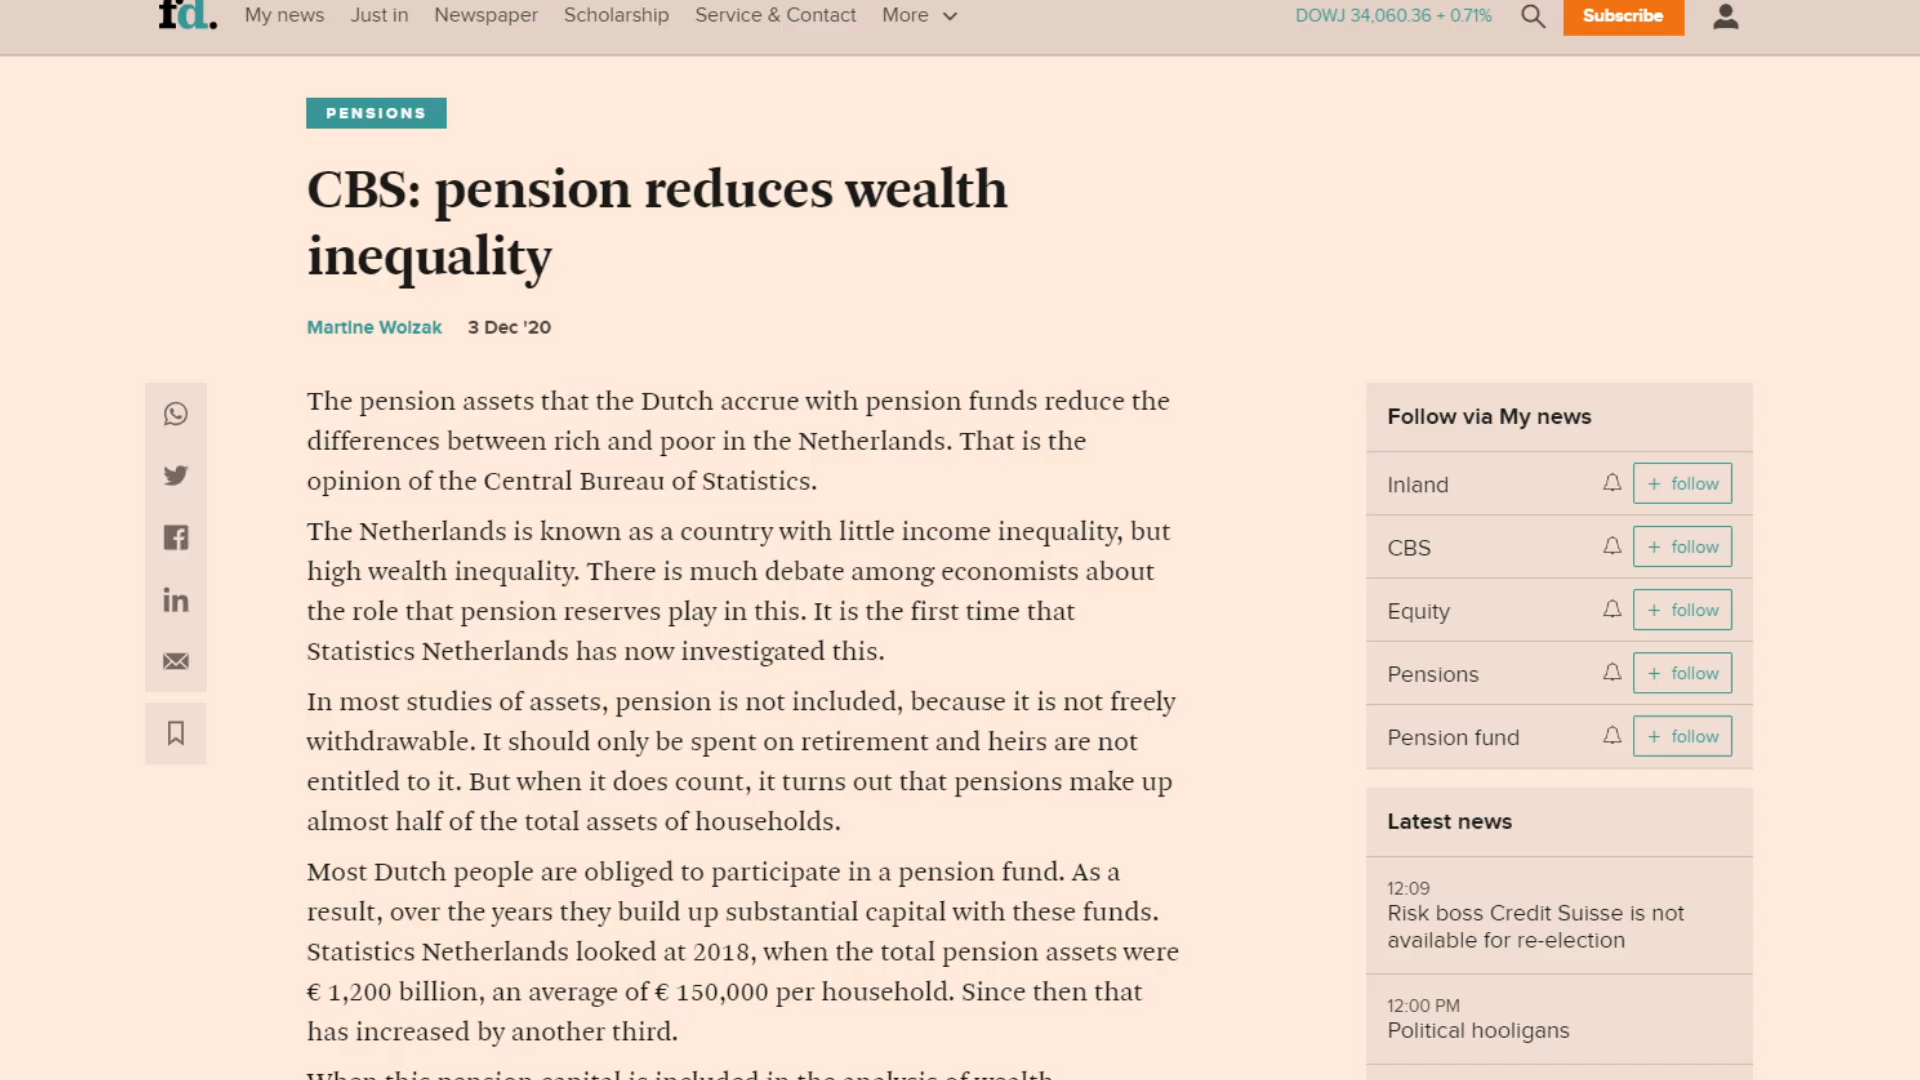 fd.
My news Just in Newspaper Scholarship Service & Contact More
DOWJ 34,060.36 + 0.71%
Subscribe
PENSIONS
CBS: pension reduces wealth
inequality
Martine Wolzak 3 Dec '20
The pension assets that the Dutch accrue with pension funds reduce the
differences between rich and poor in the Netherlands. That is the
opinion of the Central Bureau of Statistics.
The Netherlands is known as a country with little income inequality, but
high wealth inequality. There is much debate among economists about
the role that pension reserves play in this. It is the first time that
Statistics Netherlands has now investigated this.
In most studies of assets, pension is not included, because it is not freely
withdrawable. It should only be spent on retirement and heirs are not
entitled to it. But when it does count, it turns out that pensions make up
almost half of the total assets of households.
Most Dutch people are obliged to participate in a pension fund. As a
result, over the years they build up substantial capital with these funds.
Statistics Netherlands looked at 2018, when the total pension assets were
€ 1,200 billion, an average of € 150,000 per household. Since then that
has increased by another third.
When this pension capital is included in the analysis of wealth
Follow via My news
Inland + follow
CBS + follow
Equity + follow
Pensions + follow
Pension fund + follow
Latest news
12:09
Risk boss Credit Suisse is not
available for re-election
12:00 PM
Political hooligans